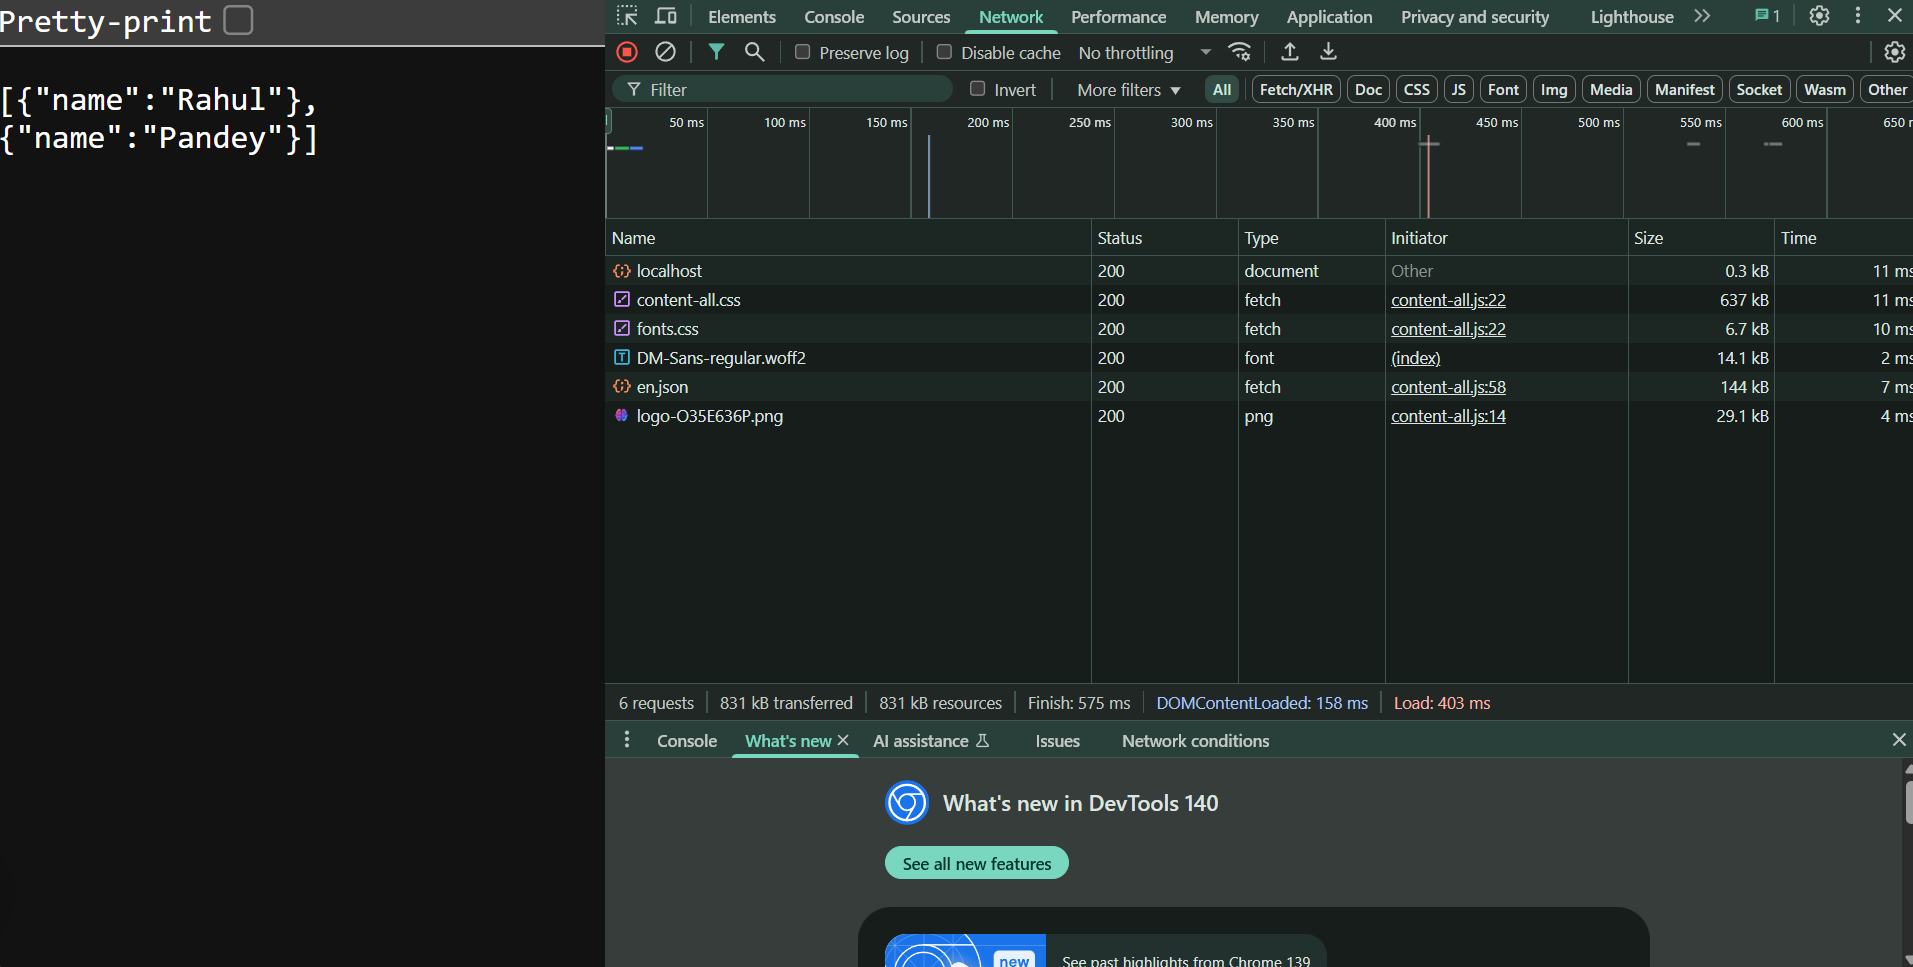 Pretty-print
[{"name":"Rahul"},
{"name":"Pandey"}]
Elements Console Sources Network Performance Memory Application Privacy and security Lighthouse 1
Preserve log Disable cache No throttling
Filter Invert More filters All Fetch/XHR Doc CSS JS Font Img Media Manifest Socket Wasm Other
50 ms 100 ms 150 ms 200 ms 250 ms 300 ms 350 ms 400 ms 450 ms 500 ms 550 ms 600 ms 650
Name Status Type Initiator Size Time
localhost 200 document Other 0.3 kB 11 ms
content-all.css 200 fetch content-all.js:22 637 kB 11 ms
fonts.css 200 fetch content-all.js:22 6.7 kB 10 ms
DM-Sans-regular.woff2 200 font (index) 14.1 kB 2 ms
en.json 200 fetch content-all.js:58 144 kB 7 ms
logo-O35E636P.png 200 png content-all.js:14 29.1 kB 4 ms
6 requests 831 kB transferred 831 kB resources Finish: 575 ms DOMContentLoaded: 158 ms Load: 403 ms
Console What's new AI assistance Issues Network conditions
What's new in DevTools 140
See all new features
new See past highlights from Chrome 139